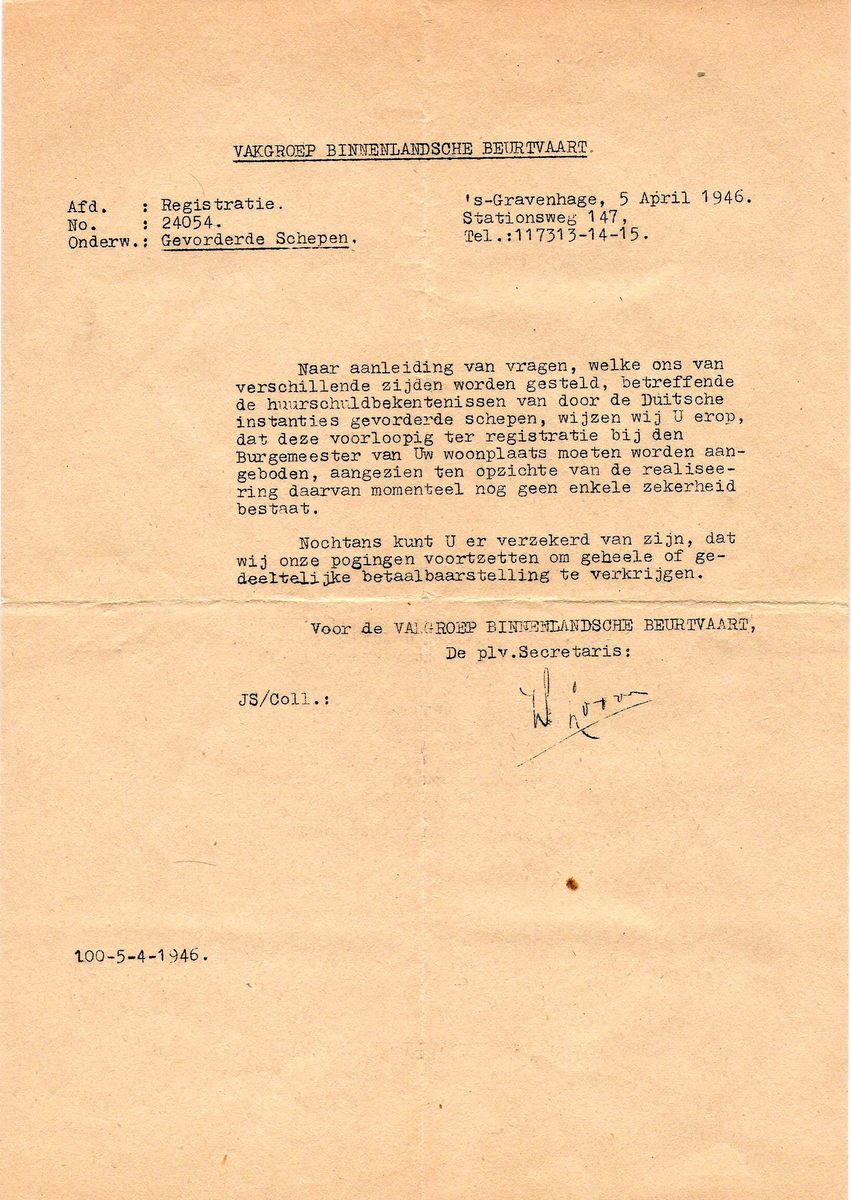 VAKGROEP BINNENLANDSCHE BEURTVAART.
Afd. : Registratie.
No. : 24054.
Onderw.: Gevorderde Schepen.
's-Gravenhage, 5 April 1946.
Stationsweg 147,
Tel.:117313-14-15.
Naar aanleiding van vragen, welke ons van
verschillende zijden worden gesteld, betreffende
de huurschuldbekentenissen van door de Duitsche
instanties gevorderde schepen, wijzen wij U erop,
dat deze voorloopig ter registratie bij den
Burgemeester van Uw woonplaats moeten worden aan-
geboden, aangezien ten opzichte van de realisee-
ring daarvan momenteel nog geen enkele zekerheid
bestaat.
Nochtans kunt U er verzekerd van zijn, dat
wij onze pogingen voortzetten om geheele of ge-
deeltelijke betaalbaarstelling te verkrijgen.
Voor de VAKGROEP BINNENLANDSCHE BEURTVAART,
De plv.Secretaris:
JS/Coll.:
100-5-4-1946.